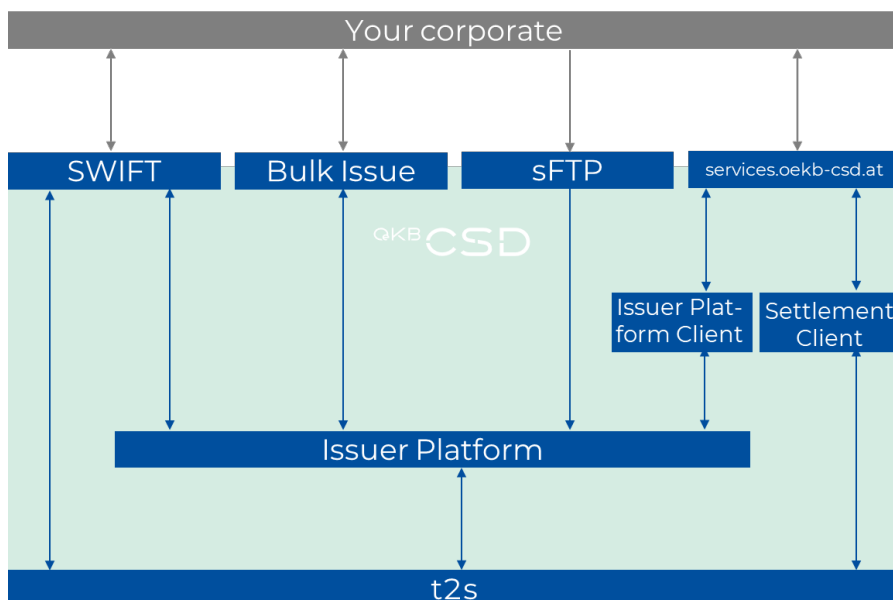 Your corporate
SWIFT
Bulk Issue
sFTP
services.oekb-csd.at
OeKB CSD
Issuer Plat-
form Client
Settlement
Client
Issuer Platform
t2s